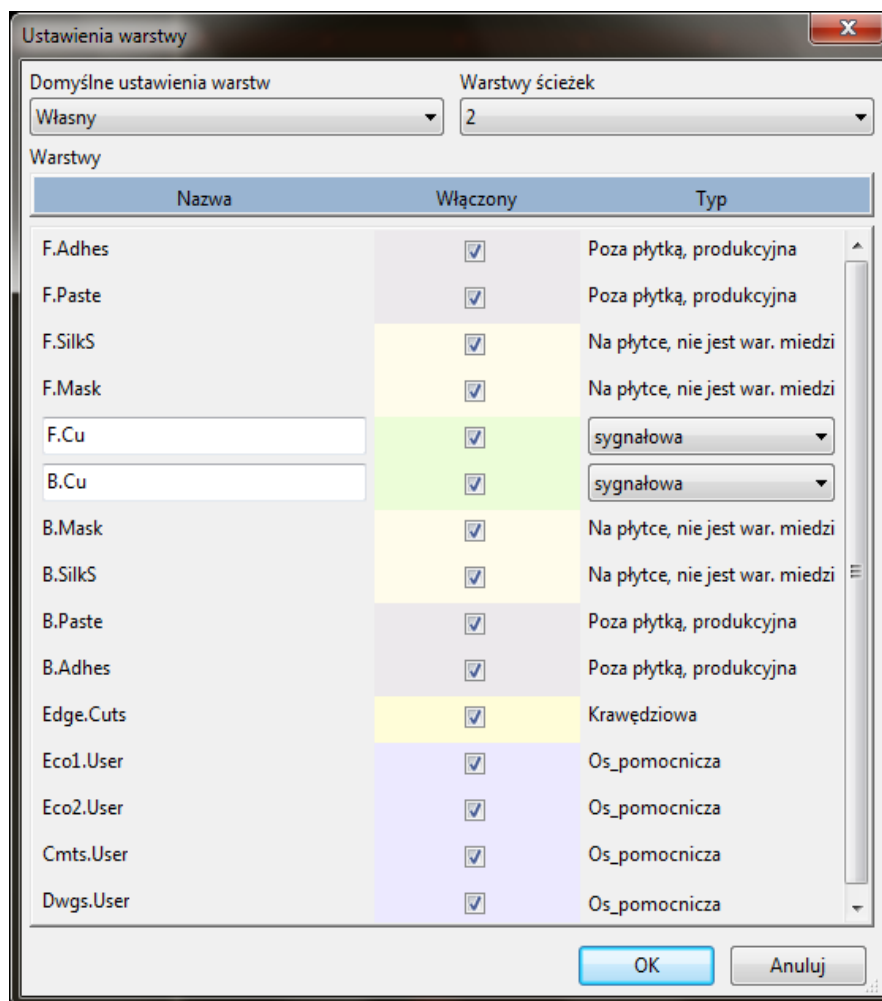 Ustawienia warstwy
Domyślne ustawienia warstw Warstwy ścieżek
Własny 2
Warstwy
Nazwa Włączony Typ
F.Adhes Poza płytką, produkcyjna
F.Paste Poza płytką, produkcyjna
F.SilkS Na płytce, nie jest war. miedzi
F.Mask Na płytce, nie jest war. miedzi
F.Cu sygnałowa
B.Cu sygnałowa
B.Mask Na płytce, nie jest war. miedzi
B.SilkS Na płytce, nie jest war. miedzi
B.Paste Poza płytką, produkcyjna
B.Adhes Poza płytką, produkcyjna
Edge.Cuts Krawędziowa
Eco1.User Os_pomocnicza
Eco2.User Os_pomocnicza
Cmts.User Os_pomocnicza
Dwgs.User Os_pomocnicza
OK Anuluj